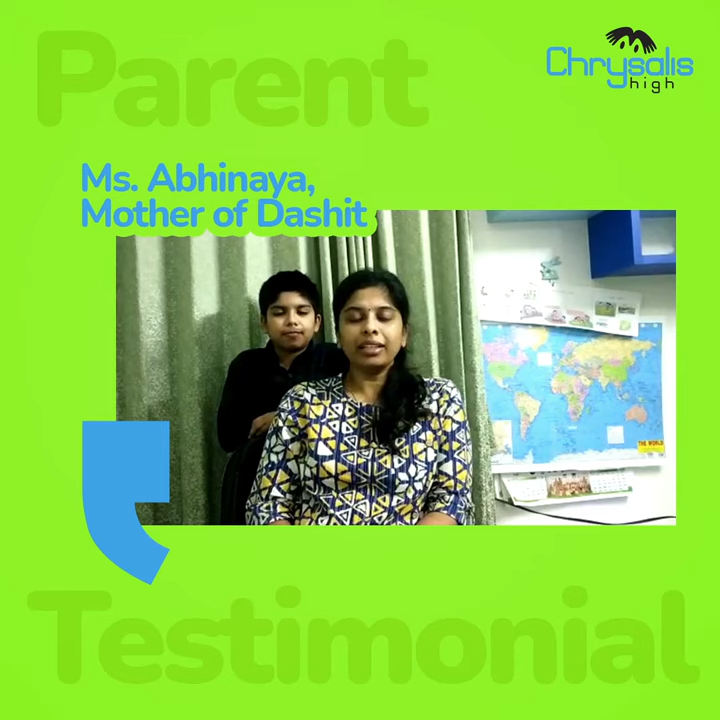 Parent
Chrysalis
high
Ms. Abhinaya,
Mother of Dashit
THE WORLD
Testimonial